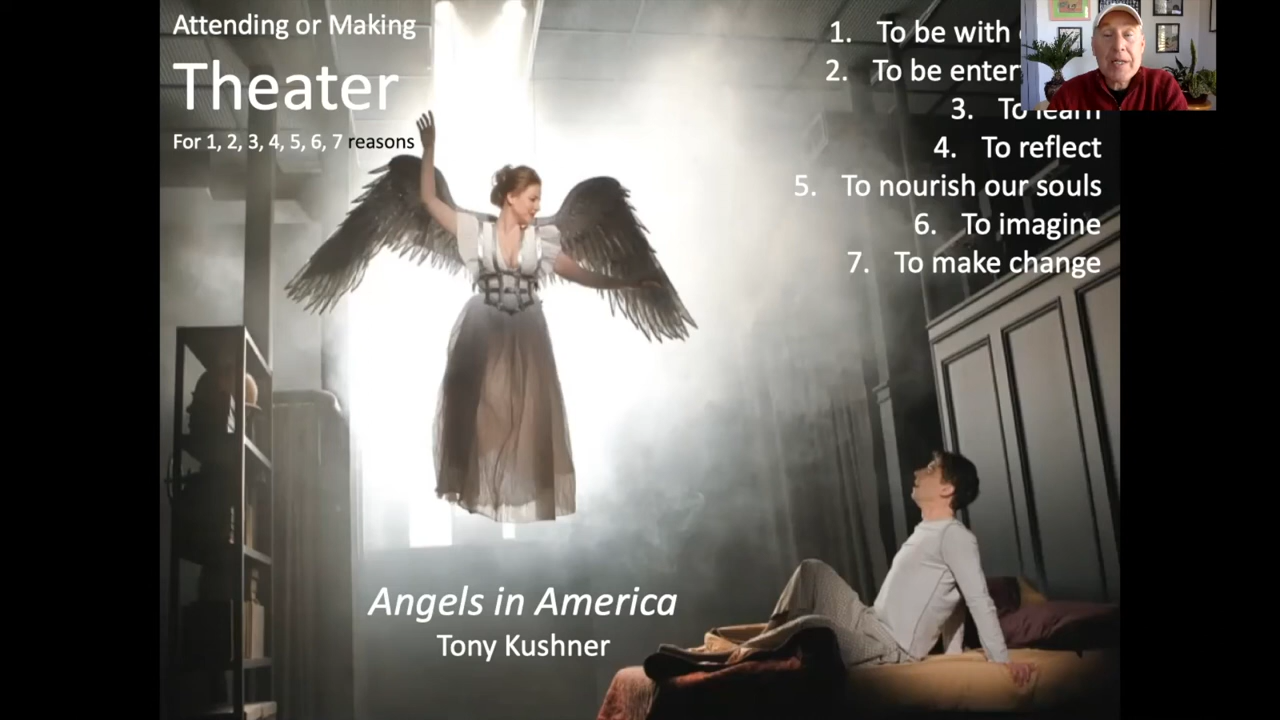 Attending or Making
Theater
For 1, 2, 3, 4, 5, 6, 7 reasons
1. To be with
2. To be
3. To learn
4. To reflect
5. To nourish our souls
6. To imagine
7. To make change
Angels in America
Tony Kushner